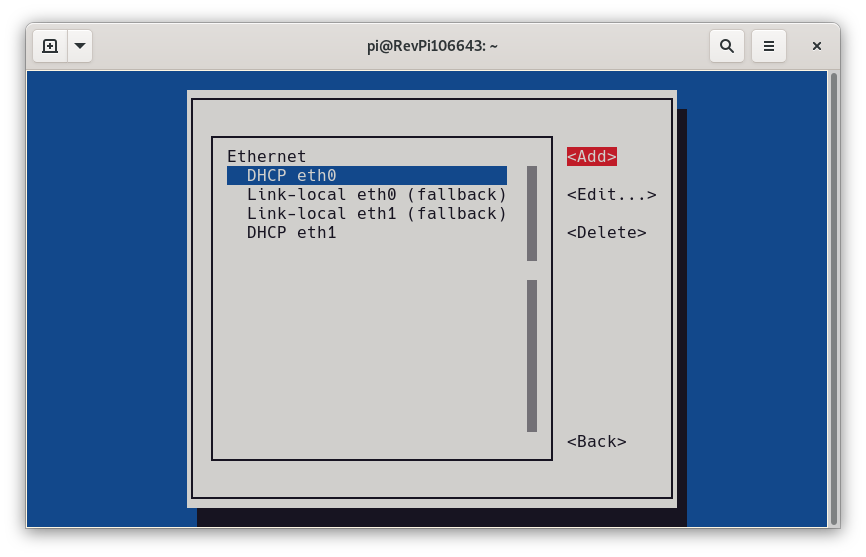 pi@RevPi106643: ~
Ethernet
DHCP eth0
Link-local eth0 (fallback)
Link-local eth1 (fallback)
DHCP eth1
<Add>
<Edit...>
<Delete>
<Back>